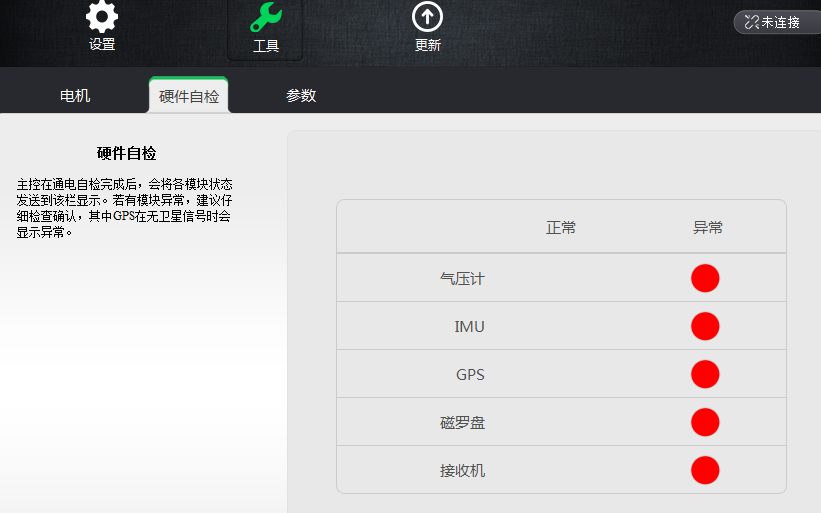 设置
工具
更新
未连接
电机
硬件自检
参数
硬件自检
主控在通电自检完成后，会将各模块状态
发送到该栏显示。若有模块异常，建议仔
细检查确认，其中GPS在无卫星信号时会
显示异常。
正常 异常
气压计
IMU
GPS
磁罗盘
接收机